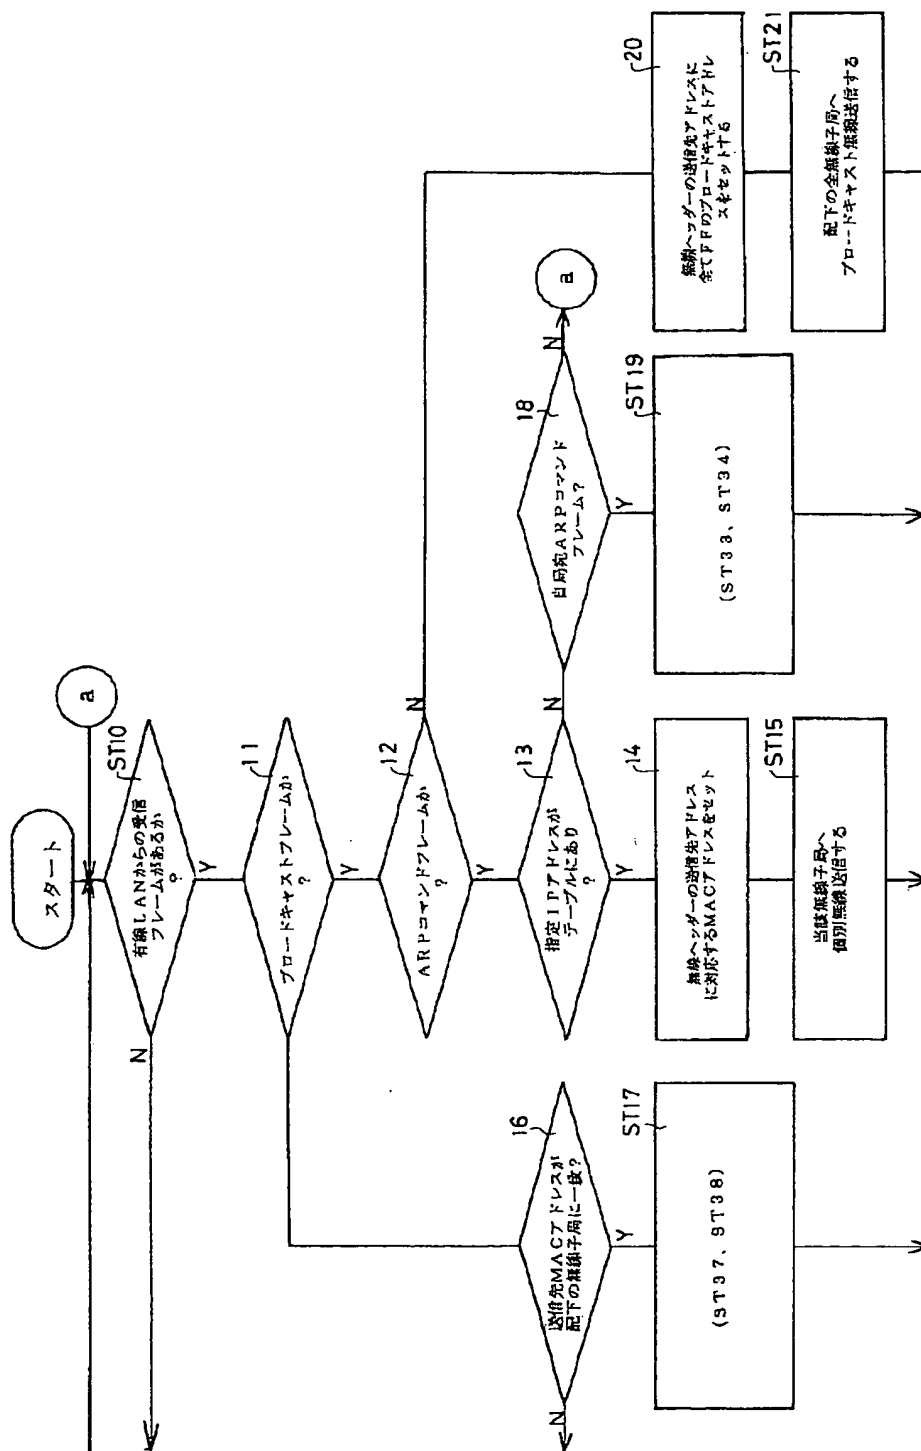 スタート
a
ST10
有線LANからの受信
フレームがあるか
?
N
Y
11
ブロードキャストフレームか
?
Y
12
ARPコマンドフレームか
?
N
Y
13
指定IPアドレスが
テーブルにあり
?
N
Y
14
無線ヘッダーの送信先アドレス
に対応するMACアドレスをセット
ST15
当該無線子局へ
個別無線送信する
16
送信先MACアドレスが
配下の無線子局に一致?
N
Y
ST17
(ST37、ST38)
18
自局宛ARPコマンド
フレーム?
N
a
Y
ST19
(ST33、ST34)
20
無線ヘッダーの送信先アドレスに
全てFFのブロードキャストアドレ
スをセットする
ST21
配下の全無線子局へ
ブロードキャスト無線送信する